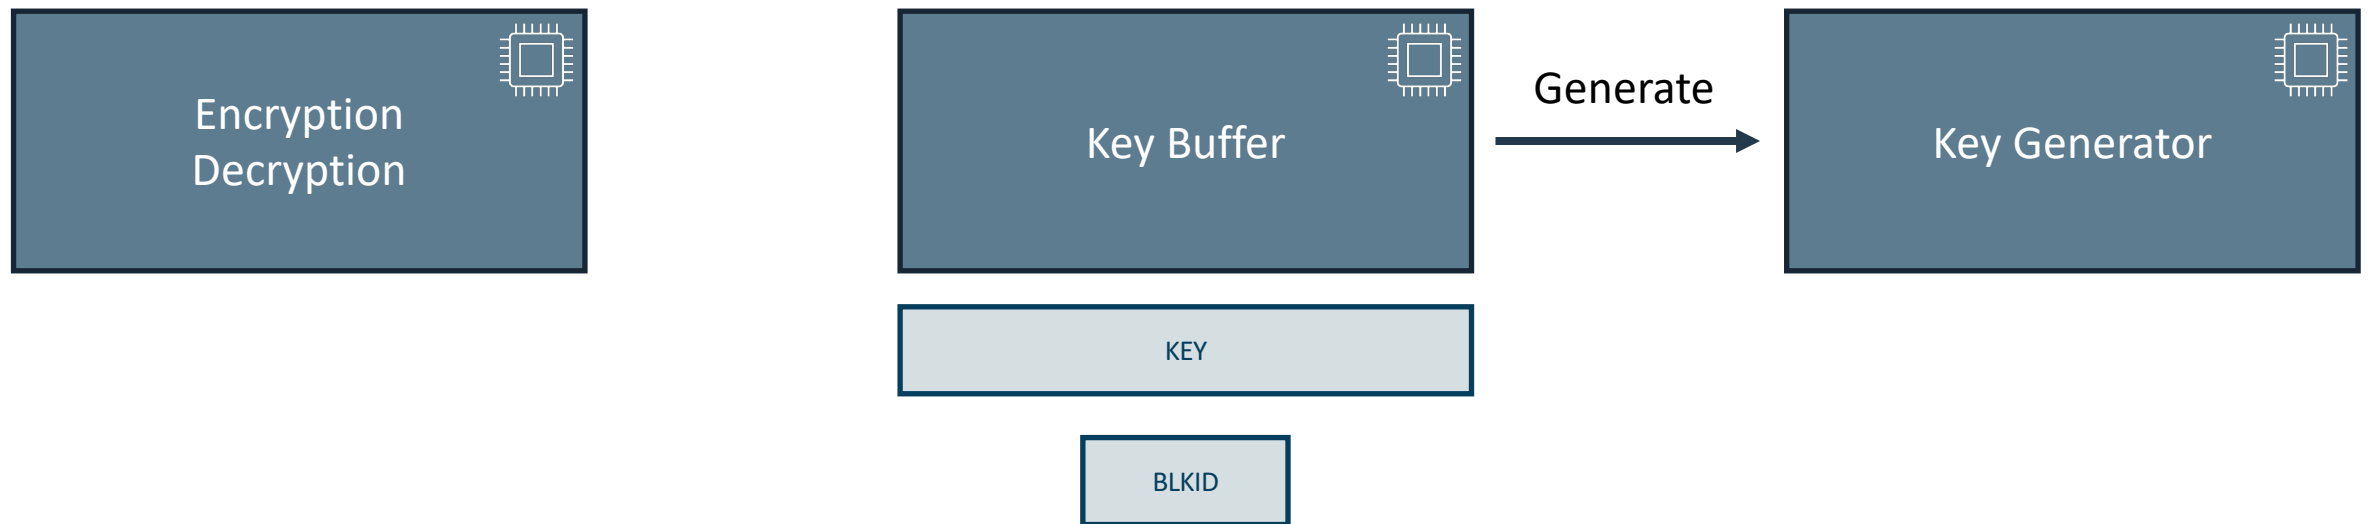 Encryption
Decryption
Key Buffer
Generate
Key Generator
KEY
BLKID